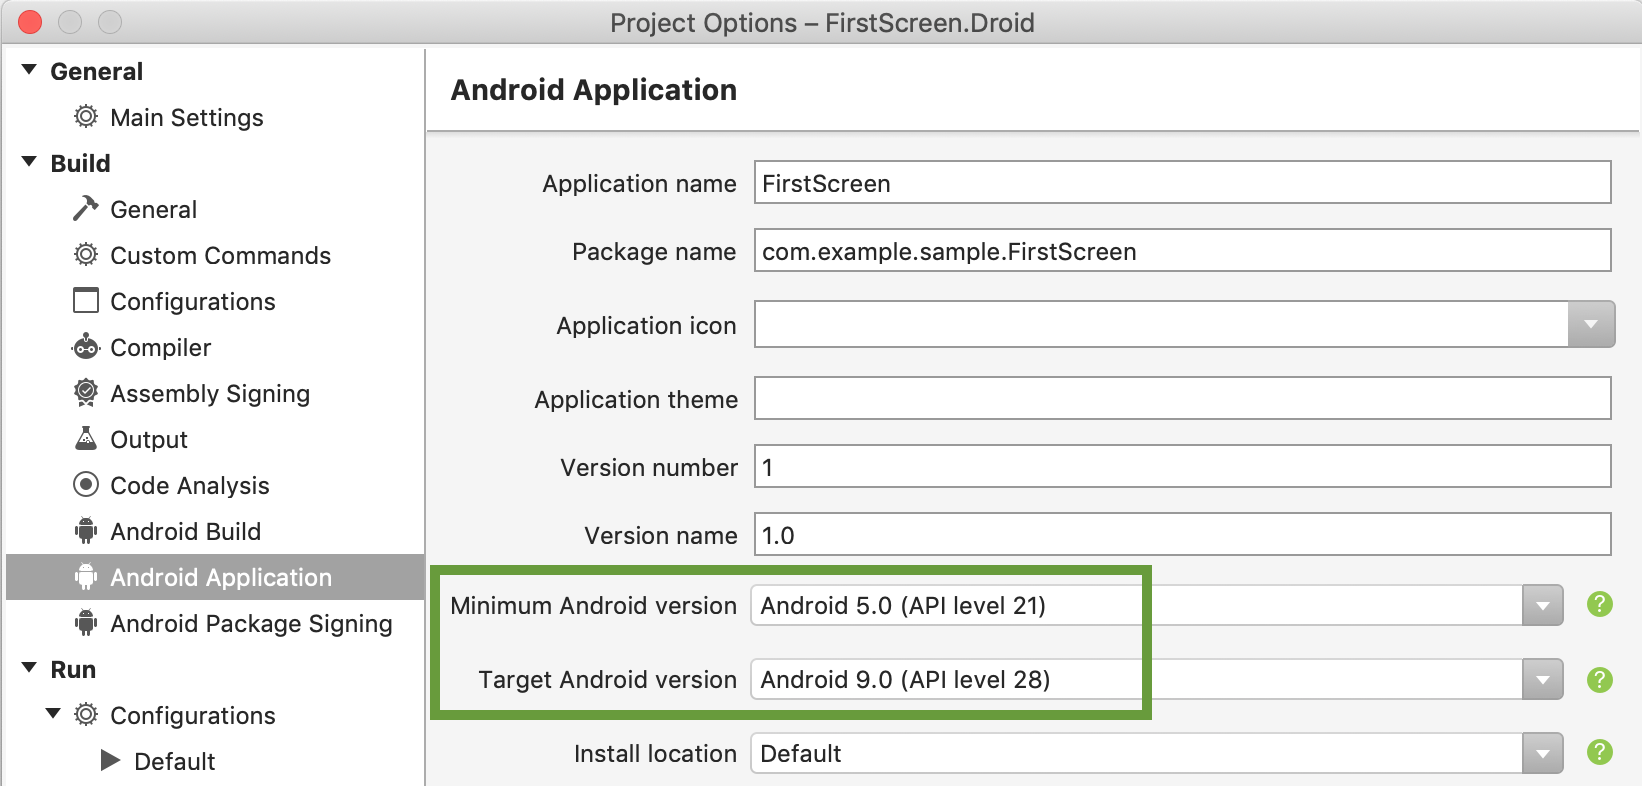 Project Options – FirstScreen.Droid
General
Main Settings
Build
General
Custom Commands
Configurations
Compiler
Assembly Signing
Output
Code Analysis
Android Build
Android Application
Android Package Signing
Run
Configurations
Default
Android Application
Application name FirstScreen
Package name com.example.sample.FirstScreen
Application icon
Application theme
Version number 1
Version name 1.0
Minimum Android version Android 5.0 (API level 21) ?
Target Android version Android 9.0 (API level 28) ?
Install location Default ?